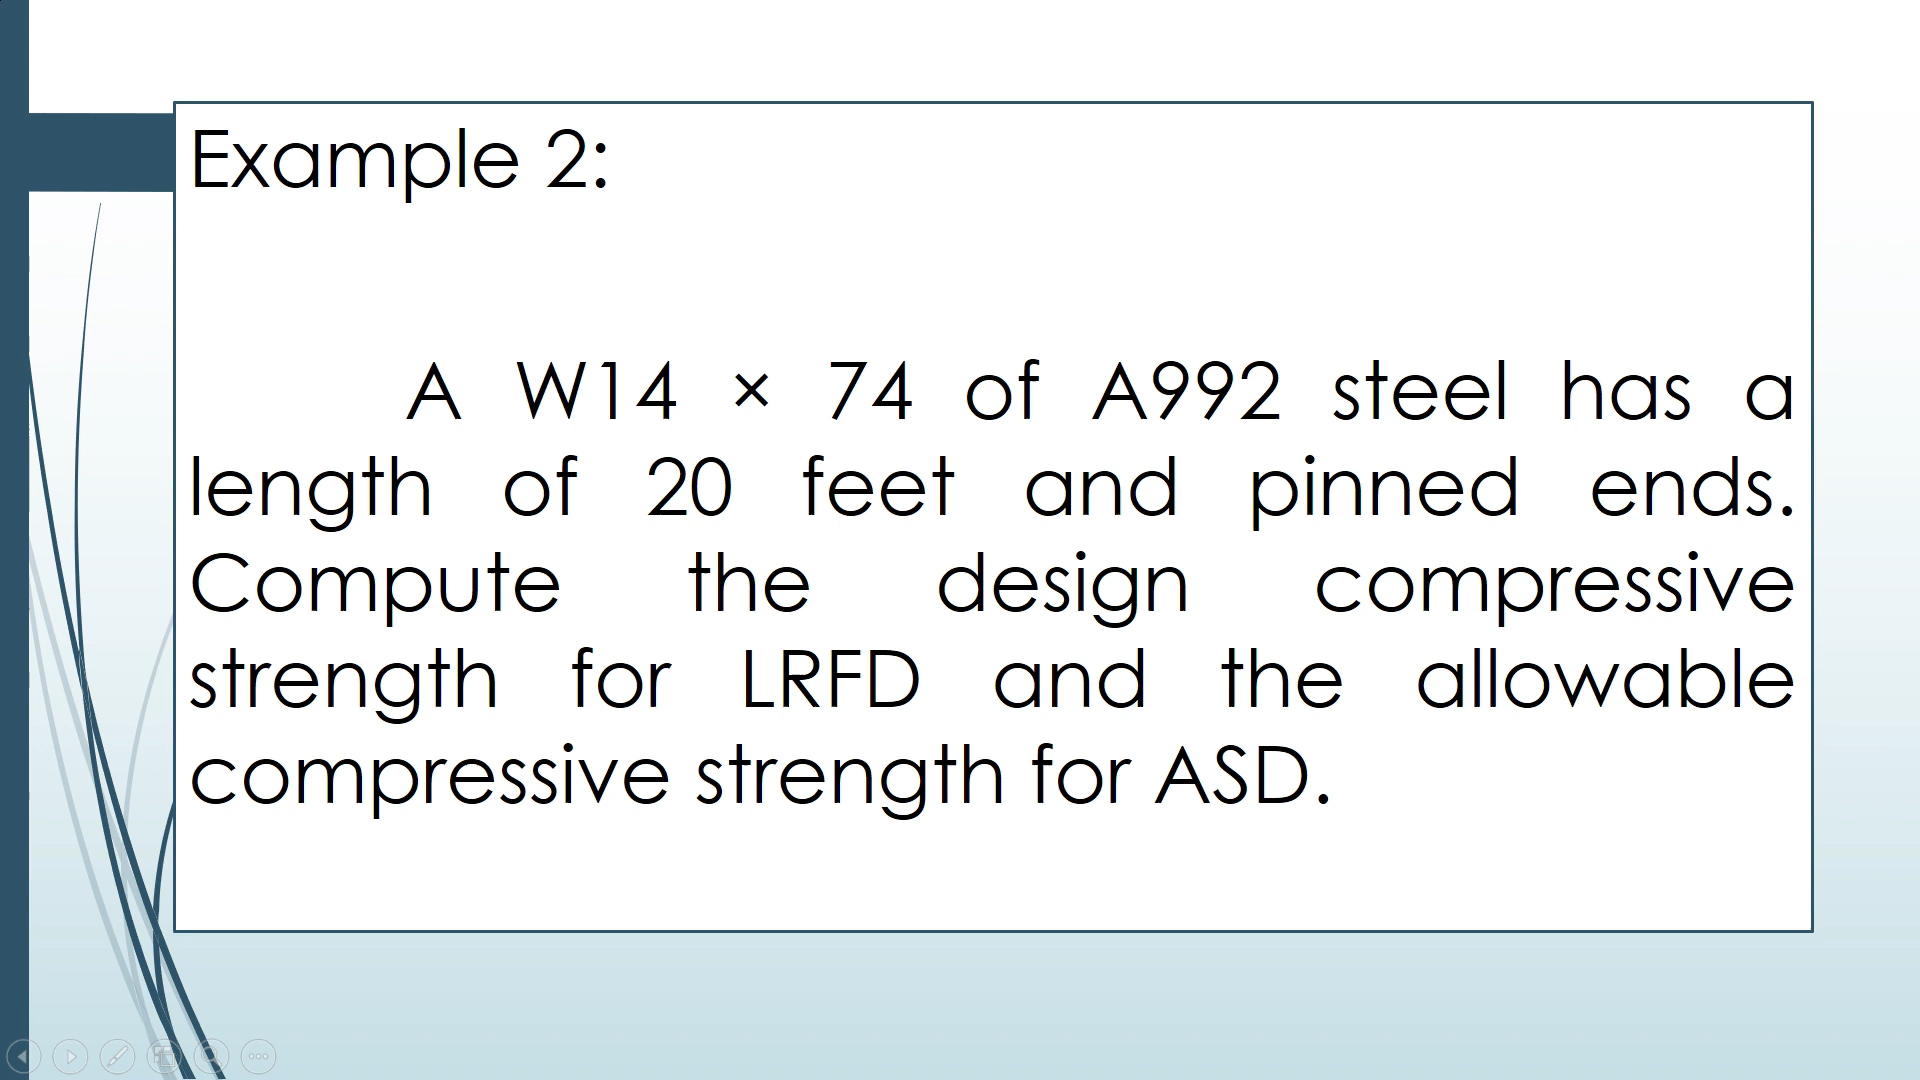 Example 2:
A W14 × 74 of A992 steel has a
length of 20 feet and pinned ends.
Compute the design compressive
strength for LRFD and the allowable
compressive strength for ASD.